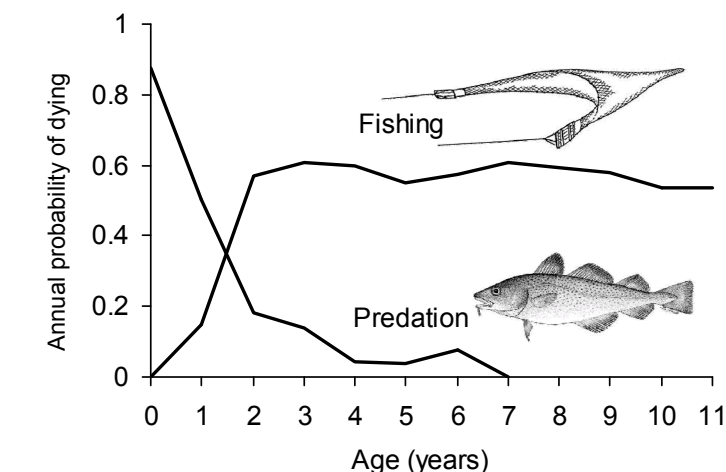 Annual probability of dying
1
0.8
0.6
0.4
0.2
0
Fishing
Predation
0 1 2 3 4 5 6 7 8 9 10 11
Age (years)